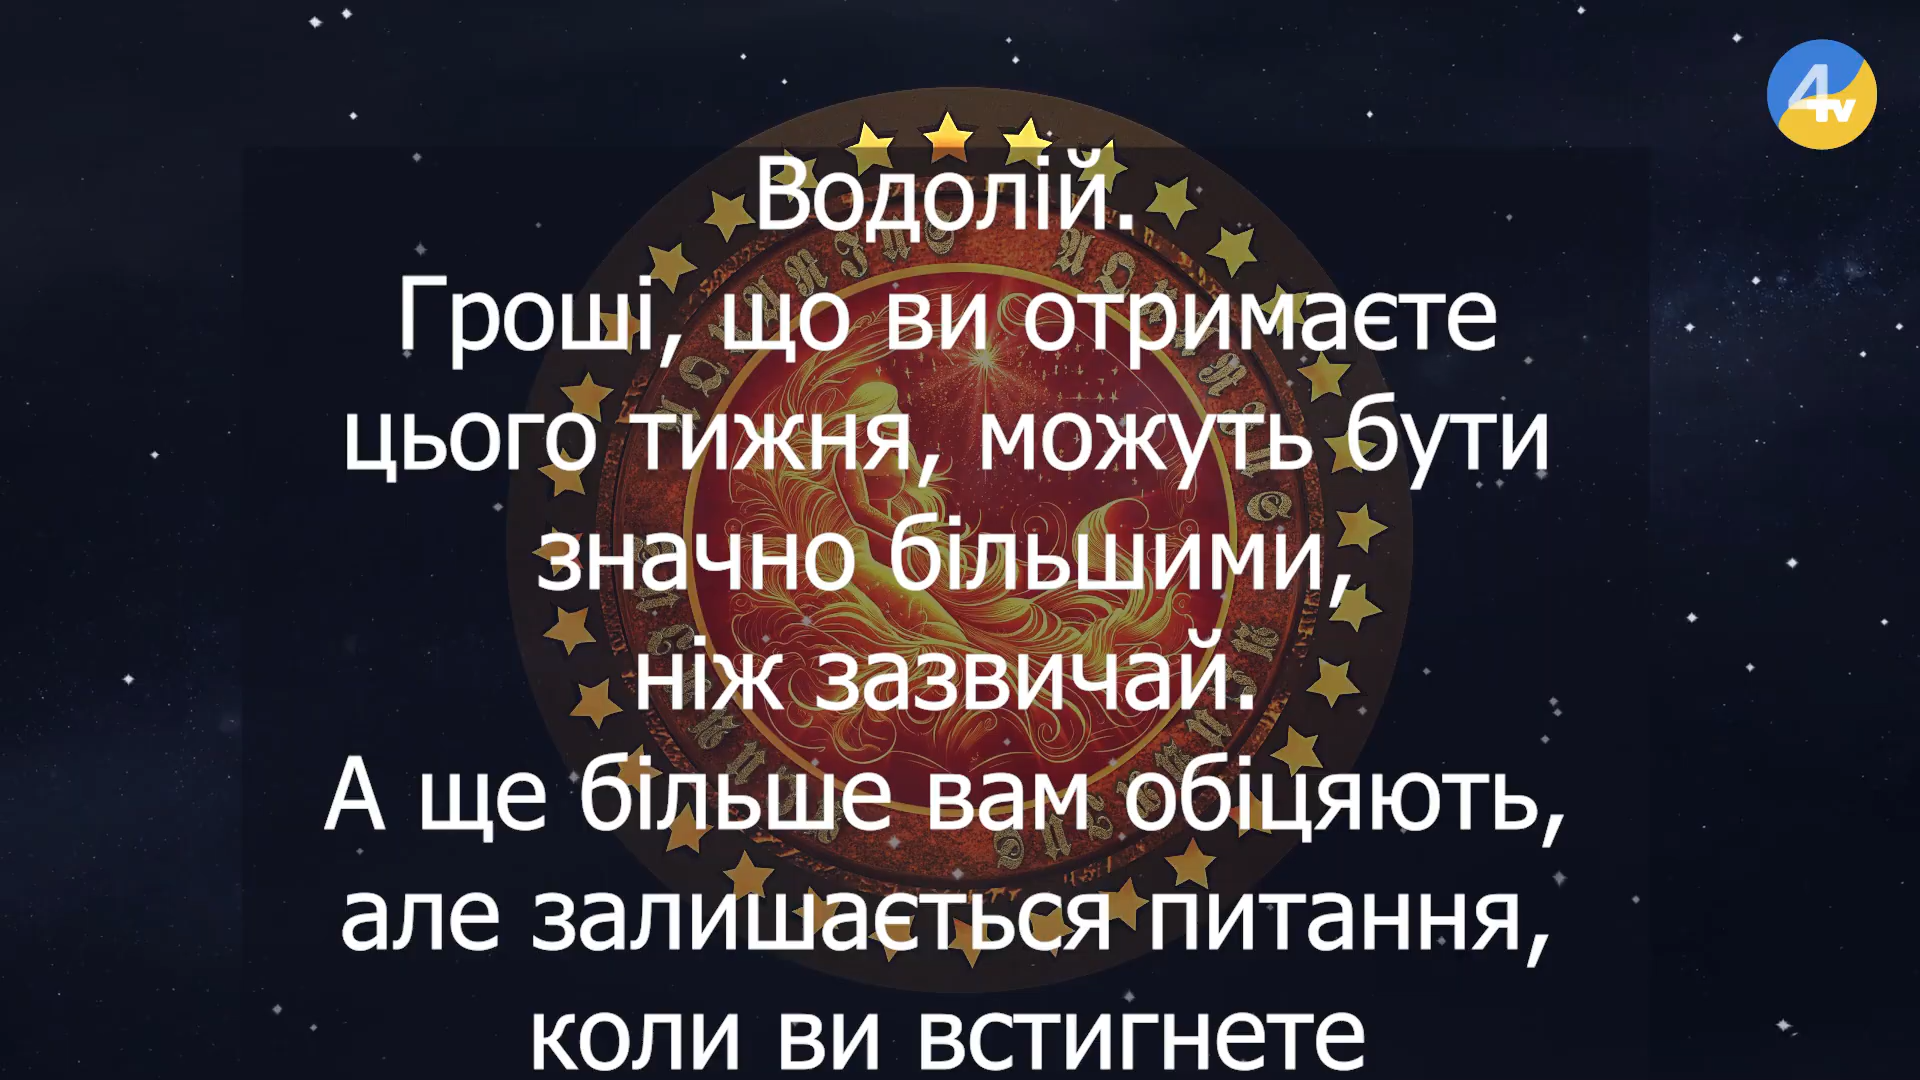 4tv
Водолій.
Гроші, що ви отримаєте
цього тижня, можуть бути
значно більшими,
ніж зазвичай.
А ще більше вам обіцяють,
але залишається питання,
коли ви встигнете